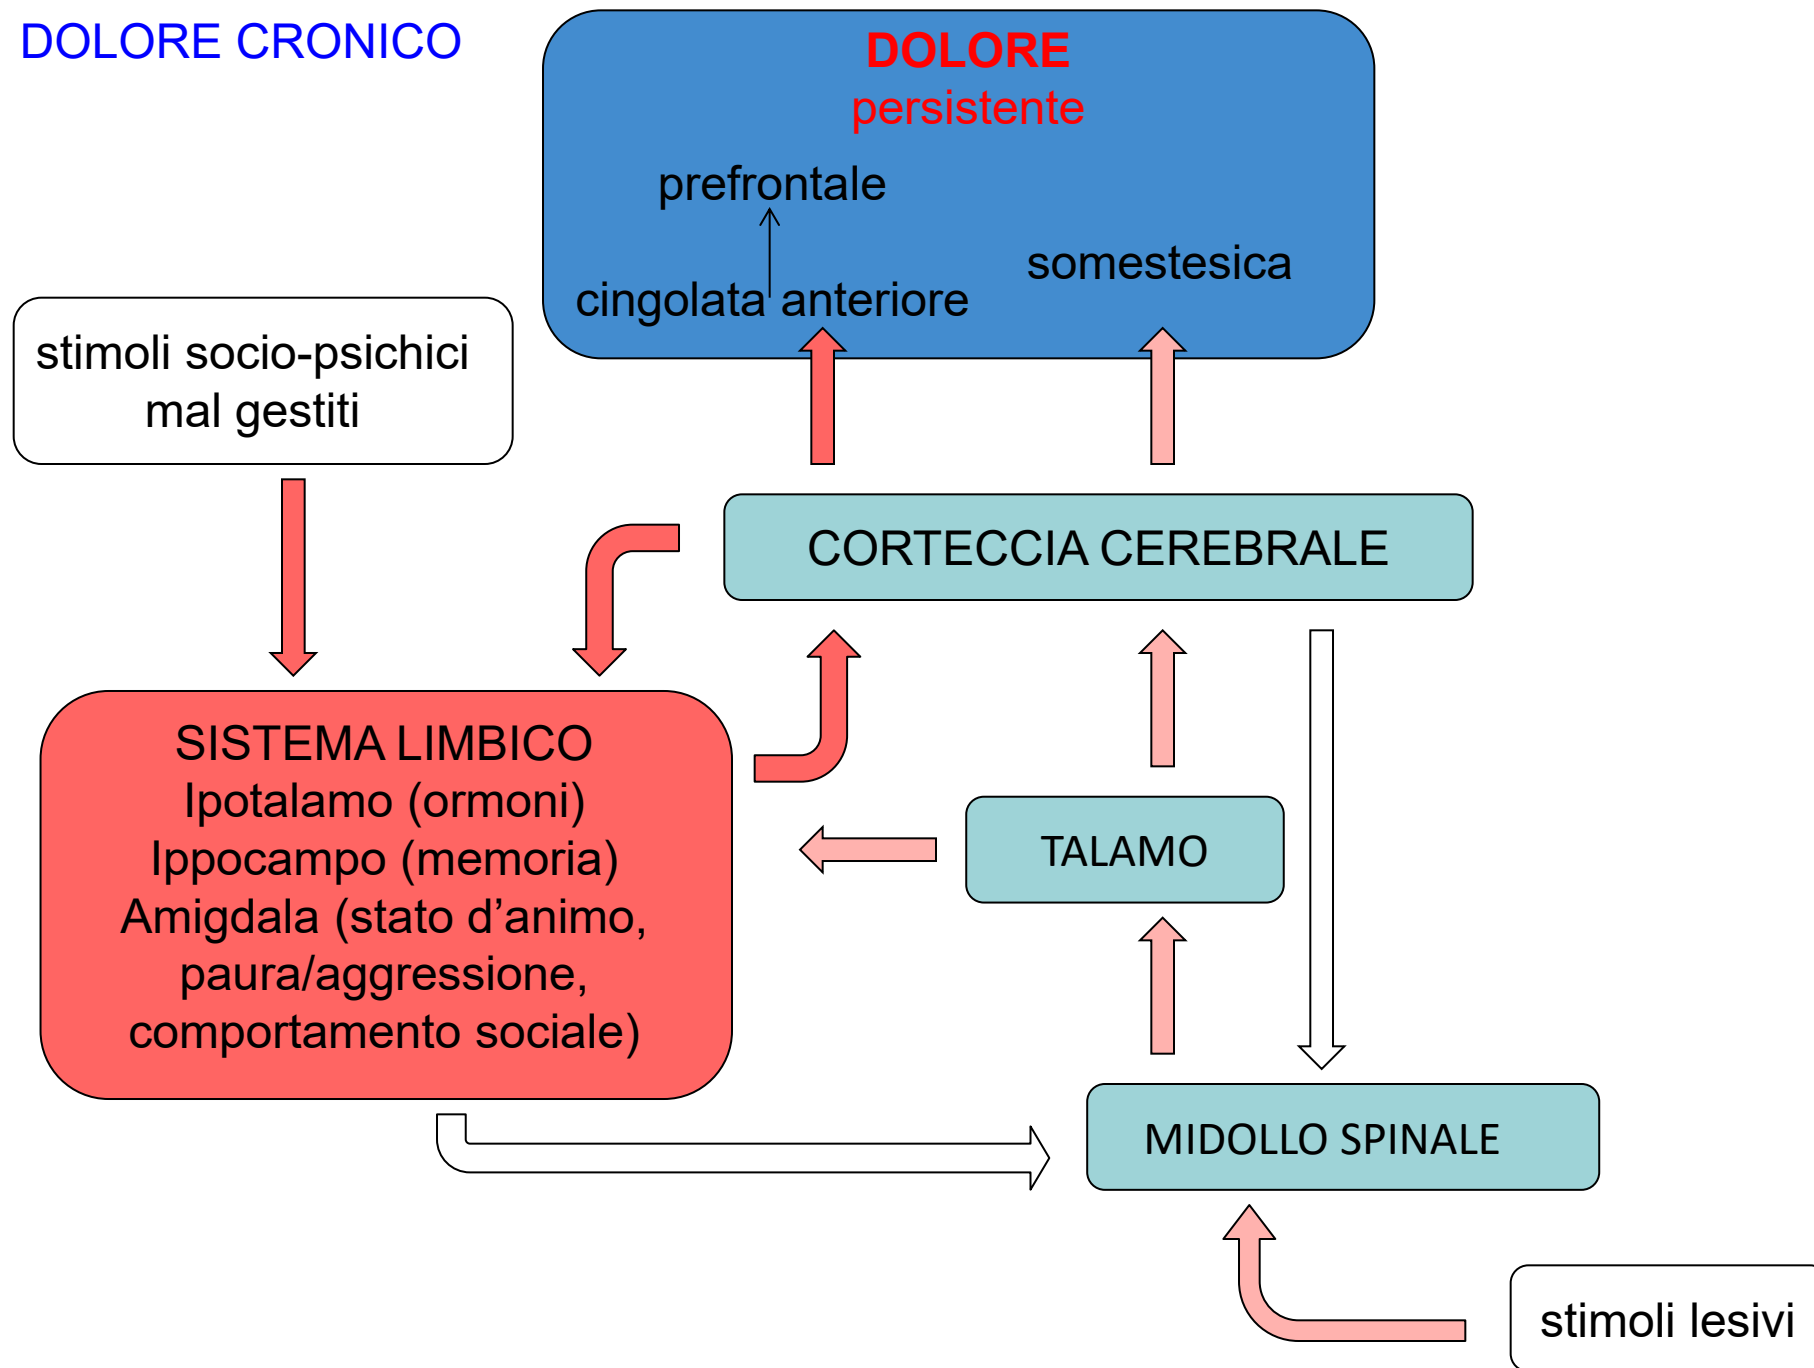 DOLORE CRONICO
DOLORE
persistente
prefrontale
somestesica
cingolata anteriore
stimoli socio-psichici
mal gestiti
CORTECCIA CEREBRALE
SISTEMA LIMBICO
Ipotalamo (ormoni)
Ippocampo (memoria)
Amigdala (stato d’animo,
paura/aggressione,
comportamento sociale)
TALAMO
MIDOLLO SPINALE
stimoli lesivi